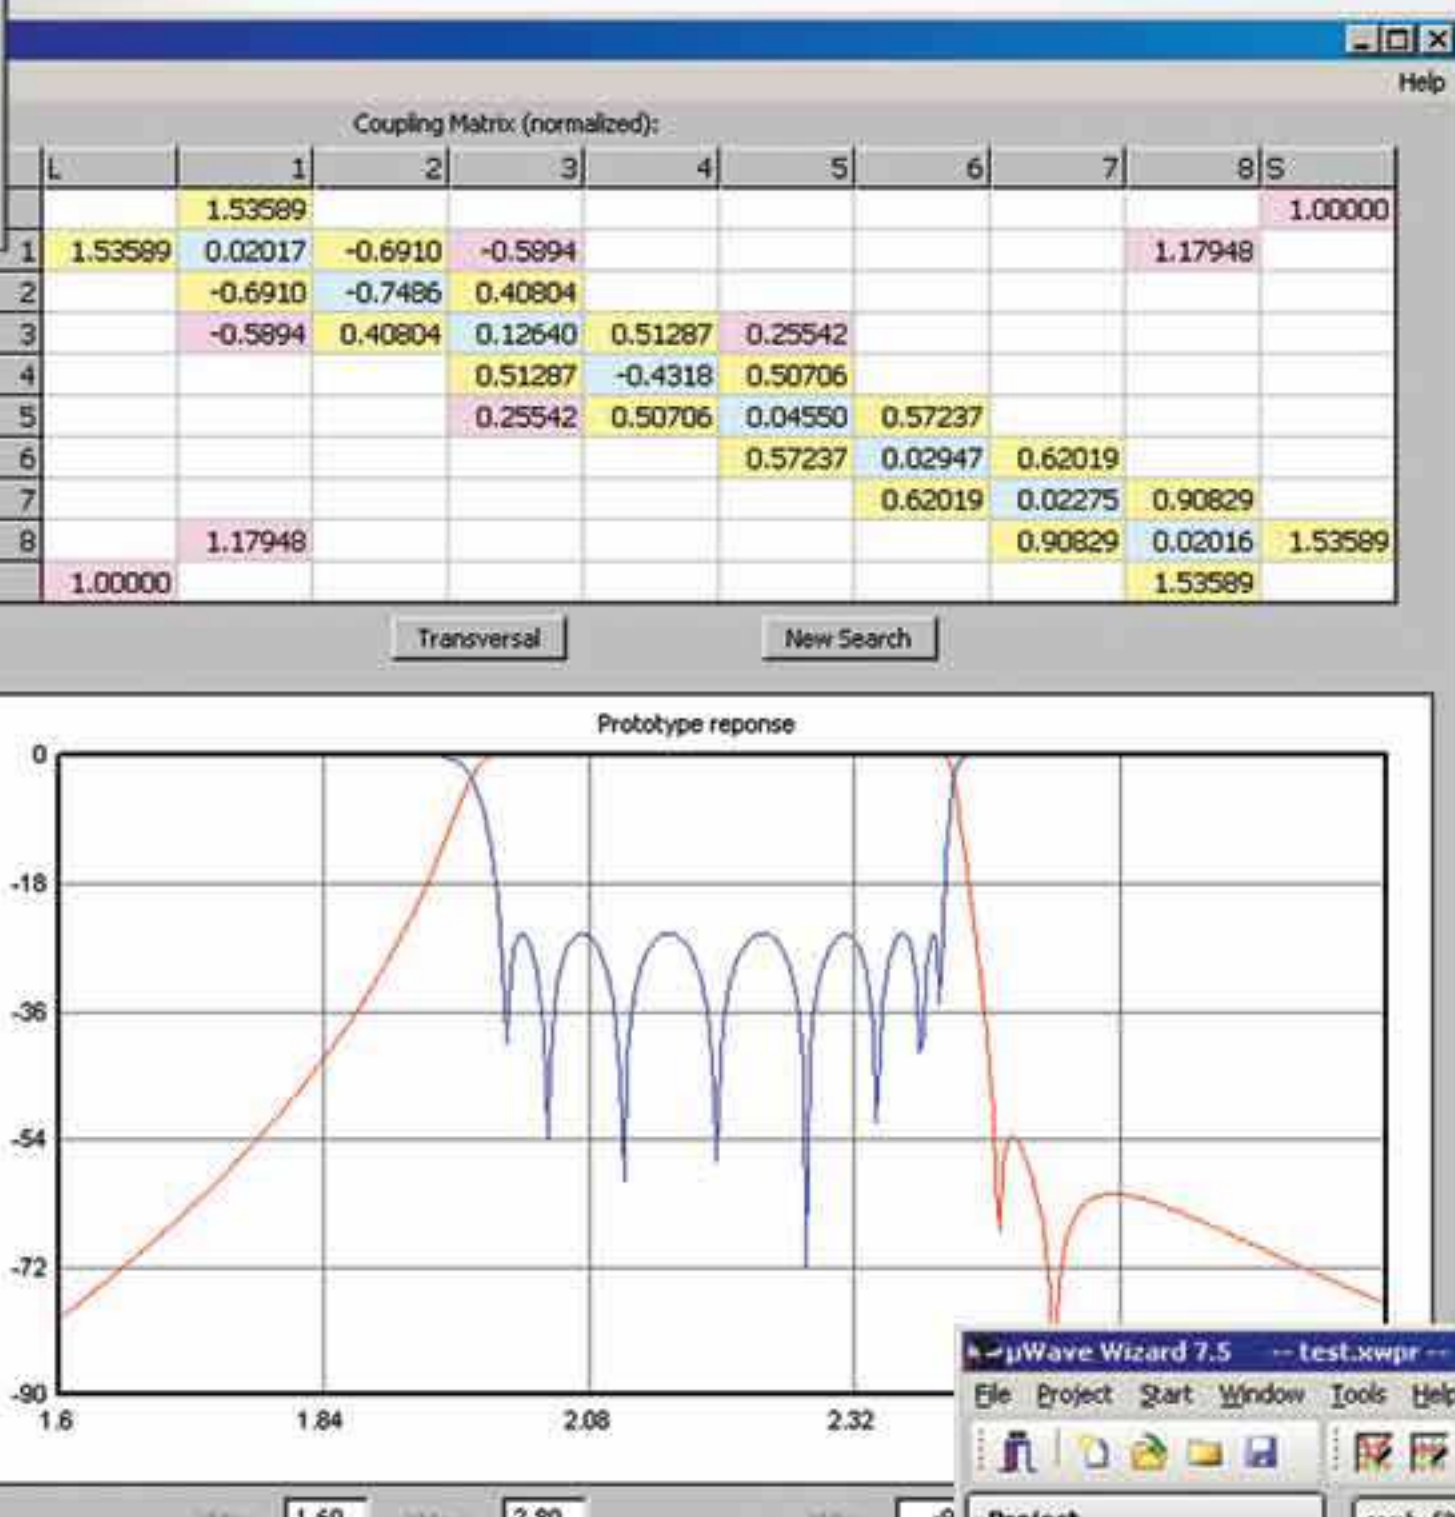 Help
Coupling Matrix (normalized):
L 1 2 3 4 5 6 7 8 S
1.53589 1.00000
1 1.53589 0.02017 -0.6910 -0.5894 1.17948
2 -0.6910 -0.7486 0.40804
3 -0.5894 0.40804 0.12640 0.51287 0.25542
4 0.51287 -0.4318 0.50706
5 0.25542 0.50706 0.04550 0.57237
6 0.57237 0.02947 0.62019
7 0.62019 0.02275 0.90829
8 1.17948 0.90829 0.02016 1.53589
1.00000 1.53589
Transversal New Search
Prototype reponse
0
-18
-36
-54
-72
-90
1.6 1.84 2.08 2.32
µWave Wizard 7.5 -- test.xwpr --
File Project Start Window Tools Help
1.60 2.80
Project